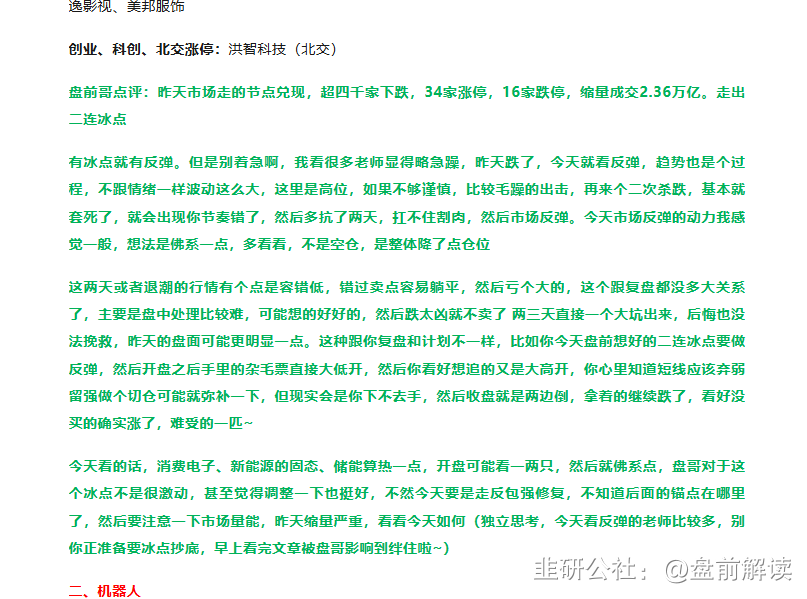 逸影视、美邦服饰
创业、科创、北交涨停：洪智科技（北交）
盘前哥点评：昨天市场走的节点兑现，超四千家下跌，34家涨停，16家跌停，缩量成交2.36万亿。走出
二连冰点
有冰点就有反弹。但是别着急啊，我看很多老师显得略急躁，昨天跌了，今天就看反弹，趋势也是个过
程，不跟情绪一样波动这么大，这里是高位，如果不够谨慎，比较毛躁的出击，再来个二次杀跌，基本就
套死了，就会出现你节奏错了，然后多抗了两天，扛不住割肉，然后市场反弹。今天市场反弹的动力我感
觉一般，想法是佛系一点，多看看，不是空仓，是整体降了点仓位
这两天或者退潮的行情有个点是容错低，错过卖点容易躺平，然后亏个大的，这个跟复盘都没多大关系
了，主要是盘中处理比较难，可能想的好好的，然后跌太凶就不卖了 两三天直接一个大坑出来，后悔也没
法挽救，昨天的盘面可能更明显一点。这种跟你复盘和计划不一样，比如你今天盘前想好的二连冰点要做
反弹，然后开盘之后手里的杂毛票直接大低开，然后你看好想追的又是大高开，你心里知道短线应该弃弱
留强做个切仓可能就弥补一下，但现实会是你下不去手，然后收盘就是两边倒，拿着的继续跌了，看好没
买的确实涨了，难受的一匹~
今天看的话，消费电子、新能源的固态、储能算热一点，开盘可能看一两只，然后就佛系点，盘哥对于这
个冰点不是很激动，甚至觉得调整一下也挺好，不然今天要是走反包强修复，不知道后面的锚点在哪里
了，然后要注意一下市场量能，昨天缩量严重，看看今天如何（独立思考，今天看反弹的老师比较多，别
你正准备要冰点抄底，早上看完文章被盘哥影响到绊住啦~）
二、机器人
韭研公社：@盘前解读